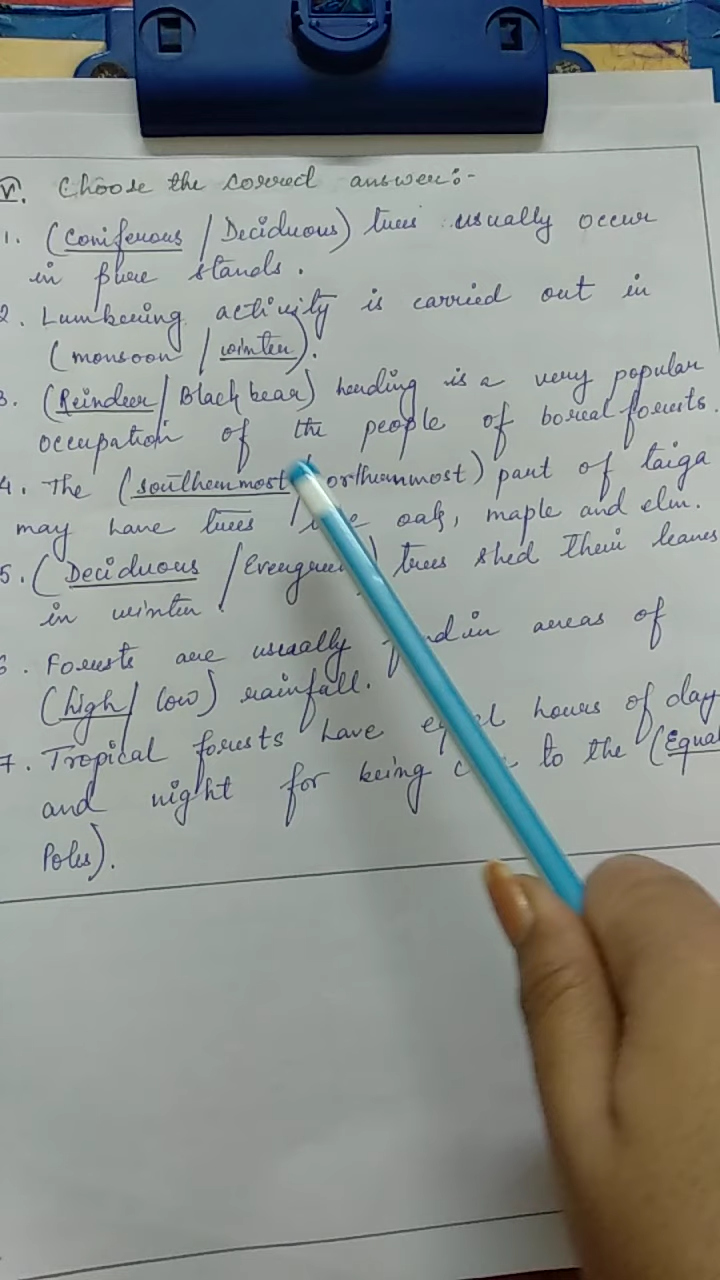 V. Choose the correct answer:-
1. (Coniferous / Deciduous) trees usually occur
in pure stands.
2. Lumbering activity is carried out in
(monsoon / winter).
3. (Reindeer / Black bear) herding is a very popular
occupation of the people of boreal forests.
4. The (southernmost orthernmost) part of taiga
may have trees oak, maple and elm.
5. (Deciduous / Evergreen) trees shed their leaves
in winter.
6. Forests are usually in areas of
(high / low) rainfall.
7. Tropical forests have hours of day
and night for being to the (Equa
Poles).